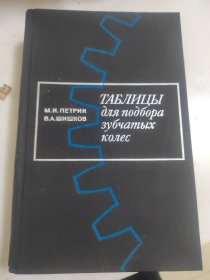 М.И. ПЕТРИК
В.А. ШИШКОВ
ТАБЛИЦЫ
для подбора
зубчатых
колес